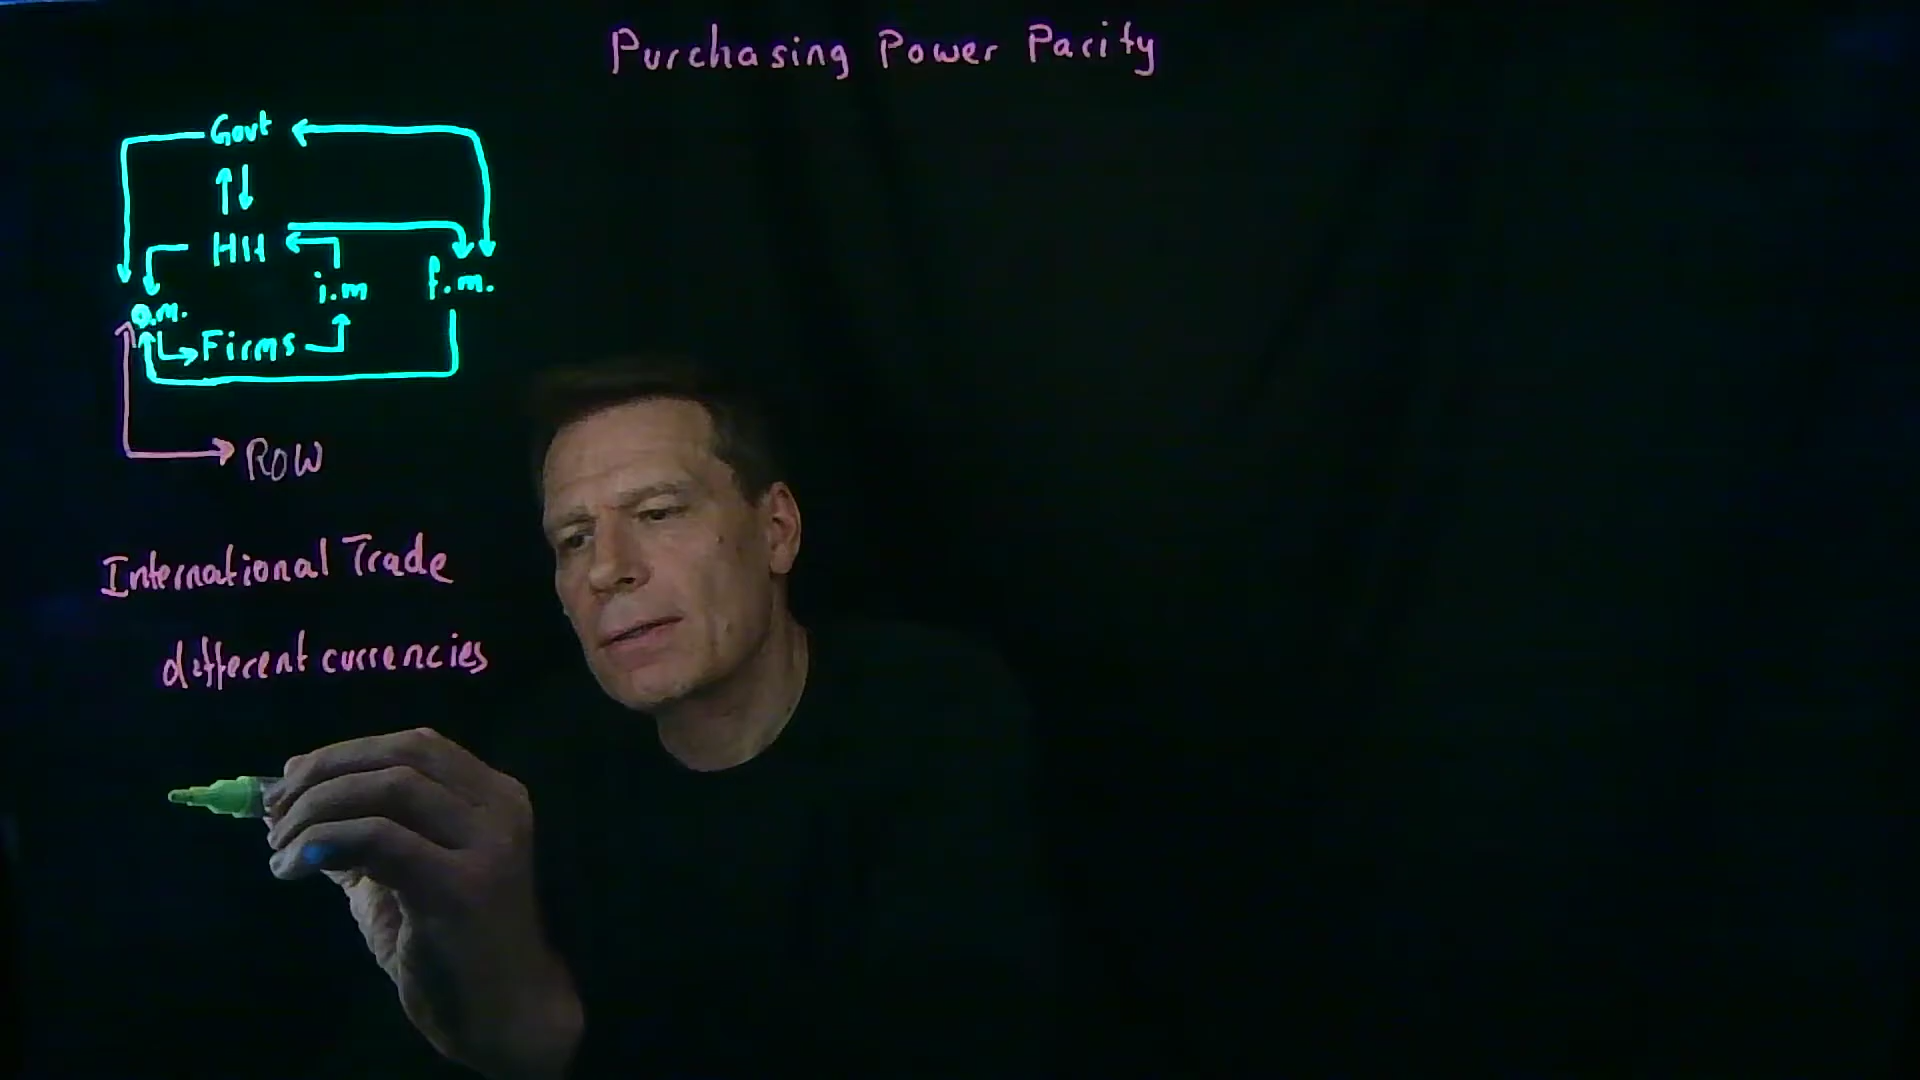 Purchasing Power Parity
Govt
HH
i.m
f.m.
o.m.
Firms
ROW
International Trade
different currencies